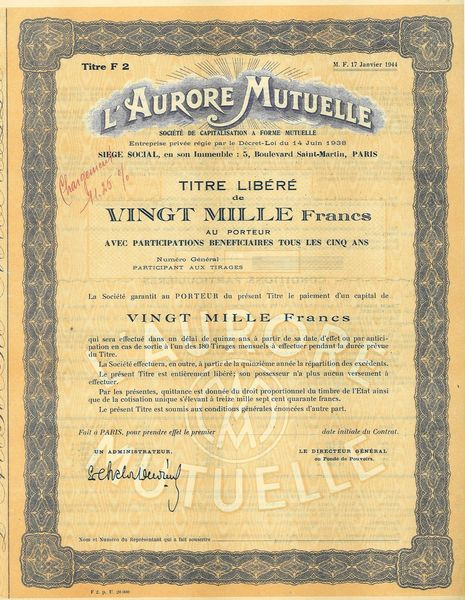 Titre F 2
M. F. 17 Janvier 1944
L'AURORE MUTUELLE
SOCIÉTÉ DE CAPITALISATION A FORME MUTUELLE
Entreprise privée régie par le Décret-Loi du 14 Juin 1938
SIÈGE SOCIAL, en son Immeuble : 5, Boulevard Saint-Martin, PARIS
Chargement
11.25 %
TITRE LIBÉRÉ
de
VINGT MILLE Francs
AU PORTEUR
AVEC PARTICIPATIONS BENEFICIAIRES TOUS LES CINQ ANS
Numéro Général
PARTICIPANT AUX TIRAGES
La Société garantit au PORTEUR du présent Titre le paiement d'un capital de
VINGT MILLE Francs
qui sera effectué dans un délai de quinze ans à partir de sa date d'effet ou par antici-
pation en cas de sortie à l'un des 180 Tirages mensuels à effectuer pendant la durée prévue
du Titre.
La Société effectuera, en outre, à partir de la quinzième année la répartition des excédents.
Le présent Titre est entièrement libéré; son possesseur n'a plus aucun versement à
effectuer.
Par les présentes, quittance est donnée du droit proportionnel du timbre de l'État ainsi
que de la cotisation unique s'élevant à treize mille sept cent quarante francs.
Le présent Titre est soumis aux conditions générales énoncées d'autre part.
Fait à PARIS, pour prendre effet le premier
date initiale du Contrat.
UN ADMINISTRATEUR,
LE DIRECTEUR GÉNÉRAL
ou Fondé de Pouvoirs.
L'AURORE
M
MUTUELLE
Nom et Numéro du Représentant qui a fait souscrire
F 2. p. U. 20.000